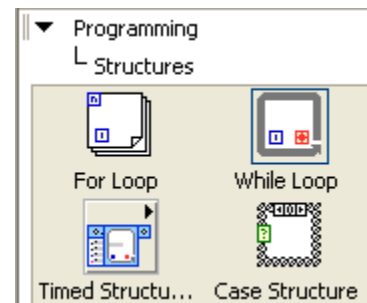 Programming
Structures
For Loop
While Loop
Timed Structu...
Case Structure